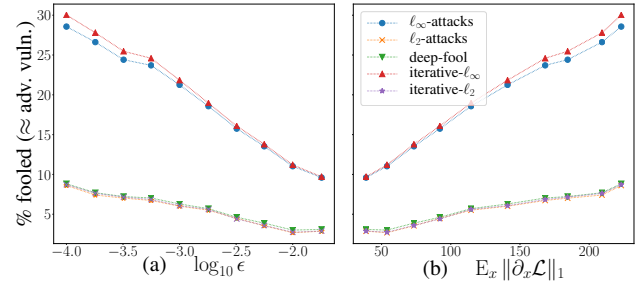 % fooled (≈ adv. vuln.)
30
25
20
15
10
5
−4.0 −3.5 −3.0 −2.5 −2.0
(a) log₁₀ ϵ
ℓ∞-attacks
ℓ₂-attacks
deep-fool
iterative-ℓ∞
iterative-ℓ₂
50 100 150 200
(b) 𝔼ₓ ‖∂ₓℒ‖₁